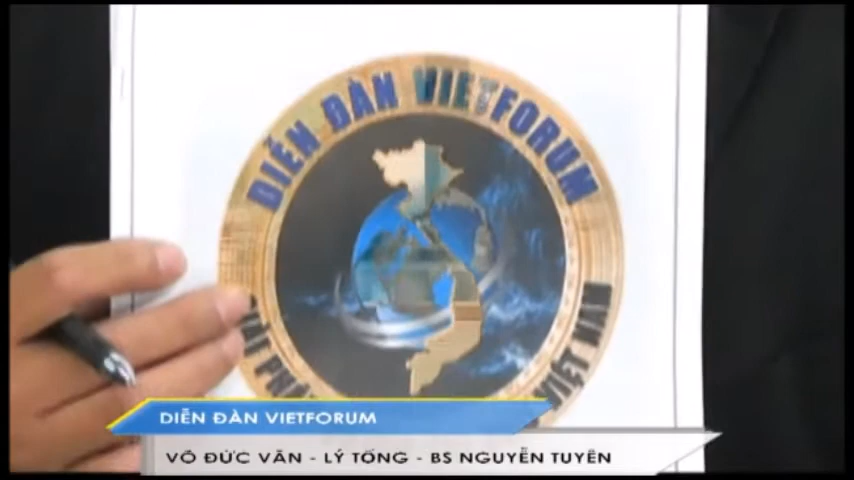 DIỄN ĐÀN VIETFORUM
VIỆT NAM
DIỄN ĐÀN VIETFORUM
VÕ ĐỨC VĂN - LÝ TỐNG - BS NGUYỄN TUYỀN